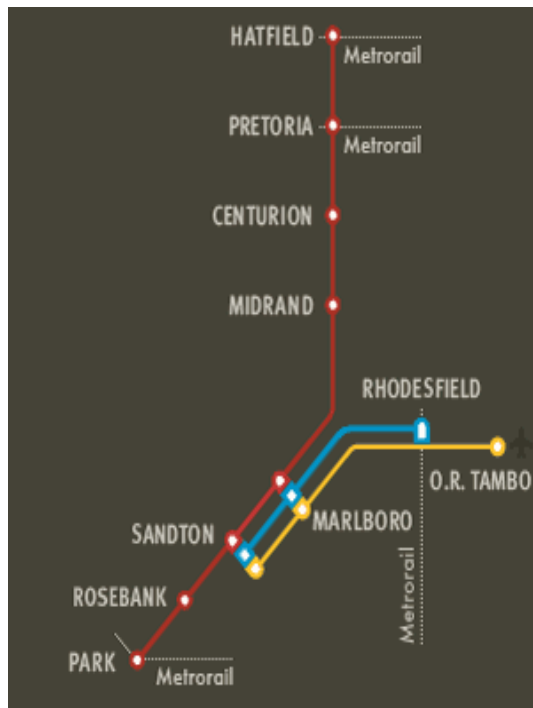 HATFIELD
Metrorail
PRETORIA
Metrorail
CENTURION
MIDRAND
RHODESFIELD
O.R. TAMBO
MARLBORO
SANDTON
Metrorail
ROSEBANK
PARK
Metrorail